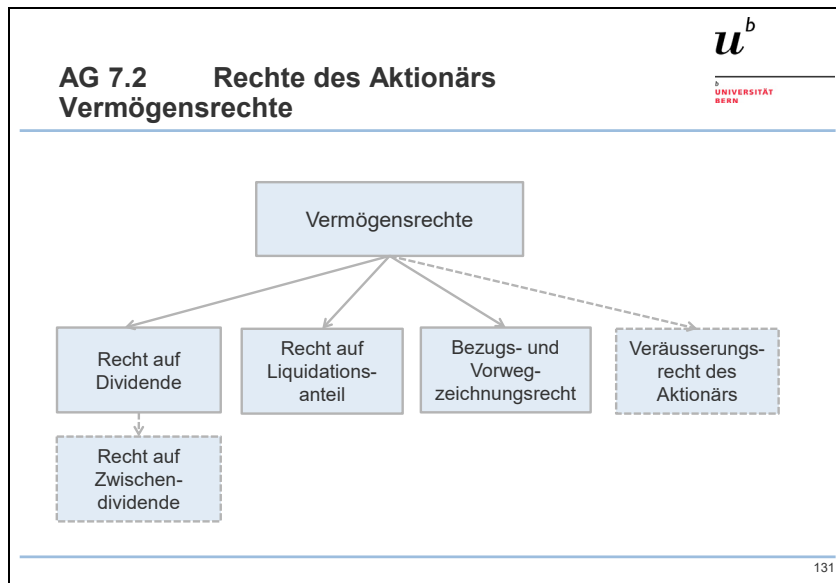 AG 7.2 Rechte des Aktionärs
Vermögensrechte
u^b
b
UNIVERSITÄT
BERN
Vermögensrechte
Recht auf
Dividende
Recht auf
Liquidations-
anteil
Bezugs- und
Vorweg-
zeichnungsrecht
Veräusserungs-
recht des
Aktionärs
Recht auf
Zwischen-
dividende
131